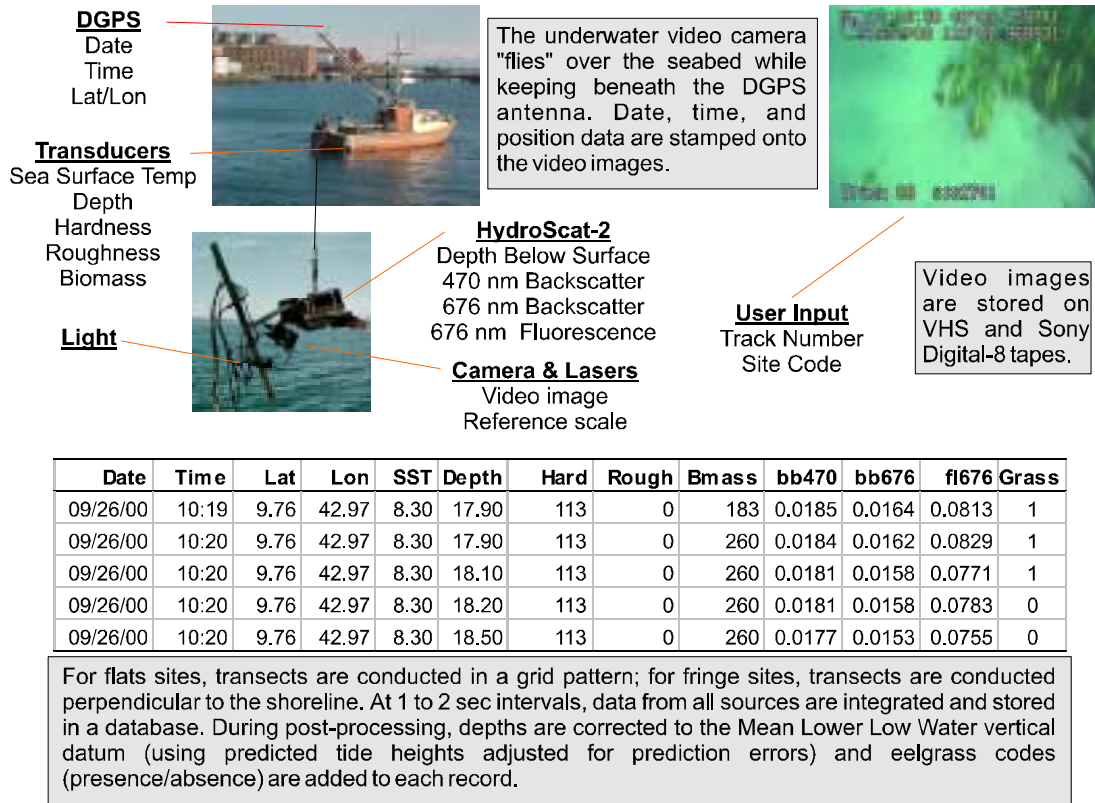 DGPS
Date
Time
Lat/Lon
Transducers
Sea Surface Temp
Depth
Hardness
Roughness
Biomass
Light
The underwater video camera
"flies" over the seabed while
keeping beneath the DGPS
antenna. Date, time, and
position data are stamped onto
the video images.
HydroScat-2
Depth Below Surface
470 nm Backscatter
676 nm Backscatter
676 nm Fluorescence
Camera & Lasers
Video image
Reference scale
User Input
Track Number
Site Code
Video images
are stored on
VHS and Sony
Digital-8 tapes.
Date Time Lat Lon SST Depth Hard Rough Bmass bb470 bb676 fl676 Grass
09/26/00 10:19 9.76 42.97 8.30 17.90 113 0 183 0.0185 0.0164 0.0813 1
09/26/00 10:20 9.76 42.97 8.30 17.90 113 0 260 0.0184 0.0162 0.0829 1
09/26/00 10:20 9.76 42.97 8.30 18.10 113 0 260 0.0181 0.0158 0.0771 1
09/26/00 10:20 9.76 42.97 8.30 18.20 113 0 260 0.0181 0.0158 0.0783 0
09/26/00 10:20 9.76 42.97 8.30 18.50 113 0 260 0.0177 0.0153 0.0755 0
For flats sites, transects are conducted in a grid pattern; for fringe sites, transects are conducted
perpendicular to the shoreline. At 1 to 2 sec intervals, data from all sources are integrated and stored
in a database. During post-processing, depths are corrected to the Mean Lower Low Water vertical
datum (using predicted tide heights adjusted for prediction errors) and eelgrass codes
(presence/absence) are added to each record.